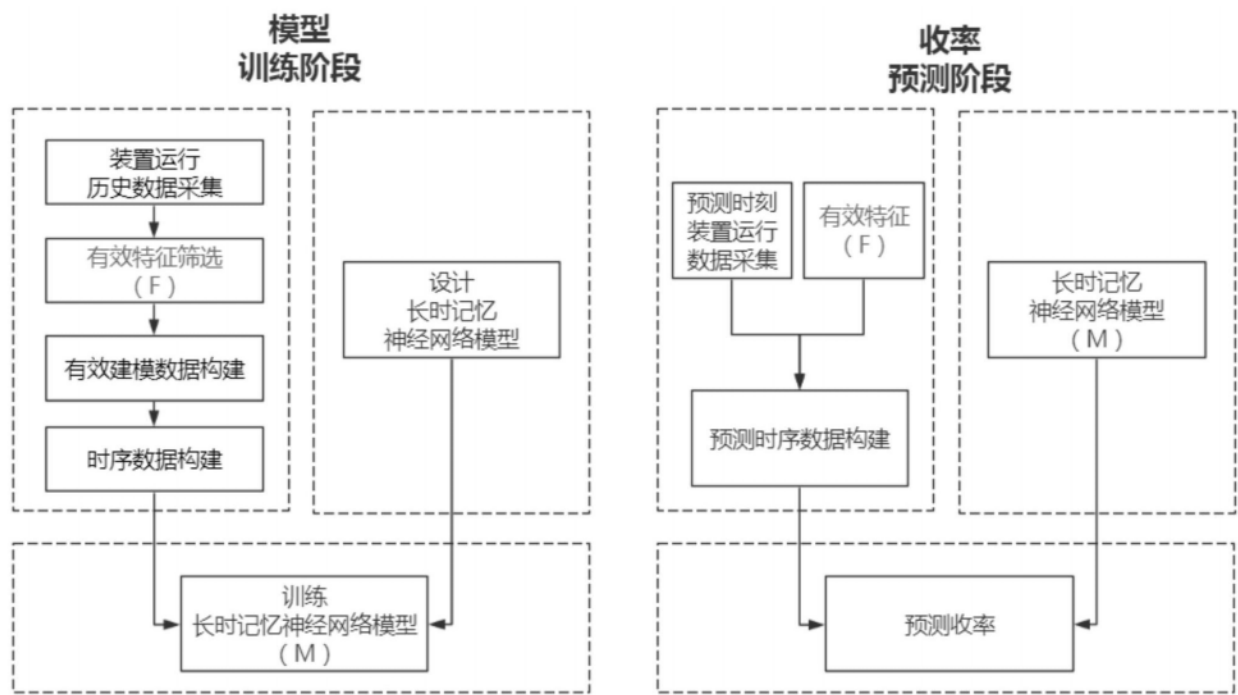 模型
训练阶段
装置运行
历史数据采集
有效特征筛选
(F)
有效建模数据构建
时序数据构建
设计
长时记忆
神经网络模型
训练
长时记忆神经网络模型
(M)
收率
预测阶段
预测时刻
装置运行
数据采集
有效特征
(F)
预测时序数据构建
长时记忆
神经网络模型
(M)
预测收率